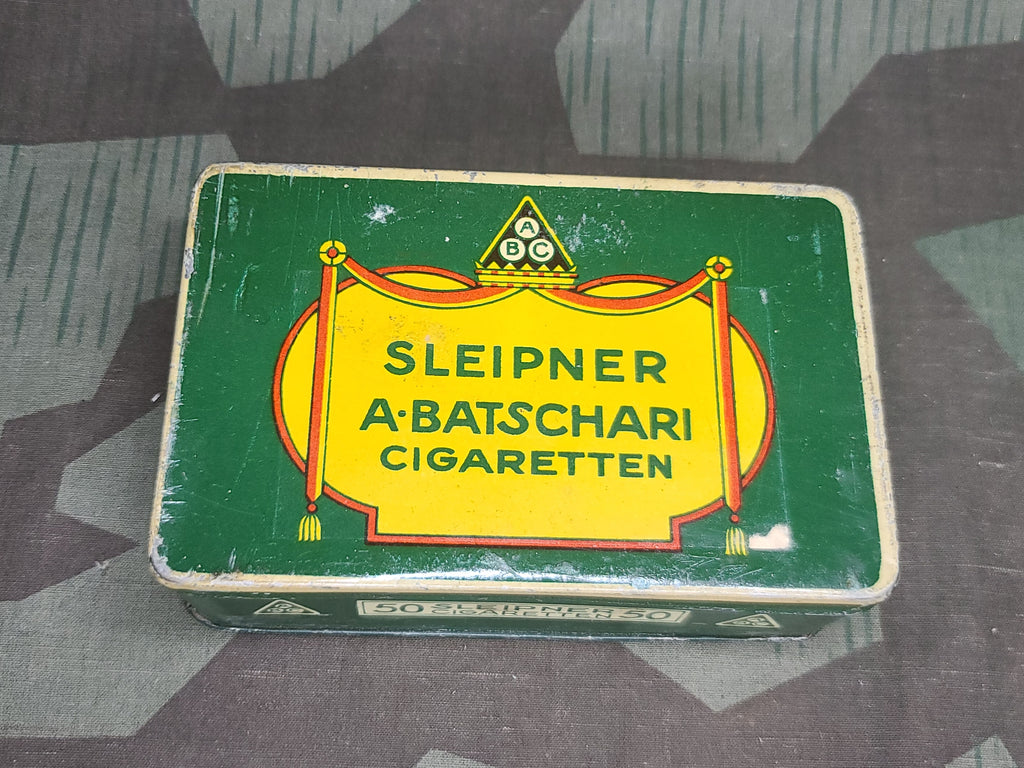 A
B C
SLEIPNER
A·BATSCHARI
CIGARETTEN
50 SLEIPNER 50
CIGARETTEN